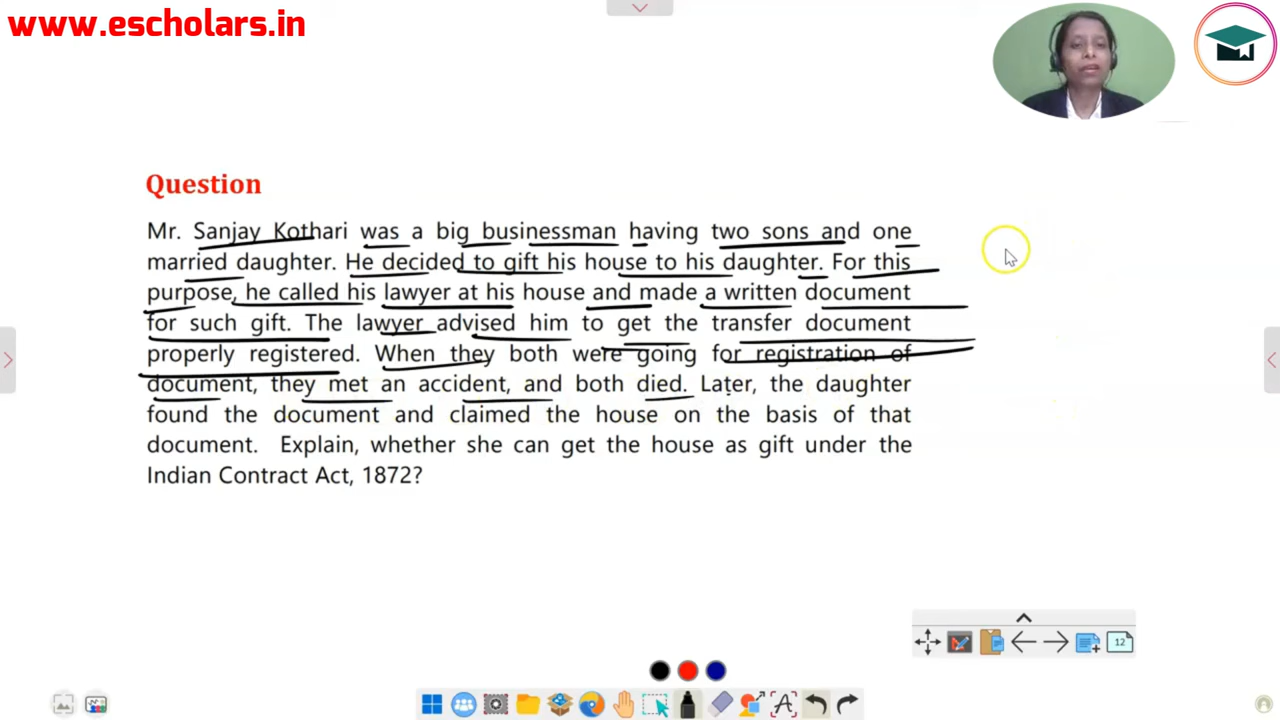 www.escholars.in
Question
Mr. Sanjay Kothari was a big businessman having two sons and one
married daughter. He decided to gift his house to his daughter. For this
purpose, he called his lawyer at his house and made a written document
for such gift. The lawyer advised him to get the transfer document
properly registered. When they both were going for registration of
document, they met an accident, and both died. Later, the daughter
found the document and claimed the house on the basis of that
document. Explain, whether she can get the house as gift under the
Indian Contract Act, 1872?
12